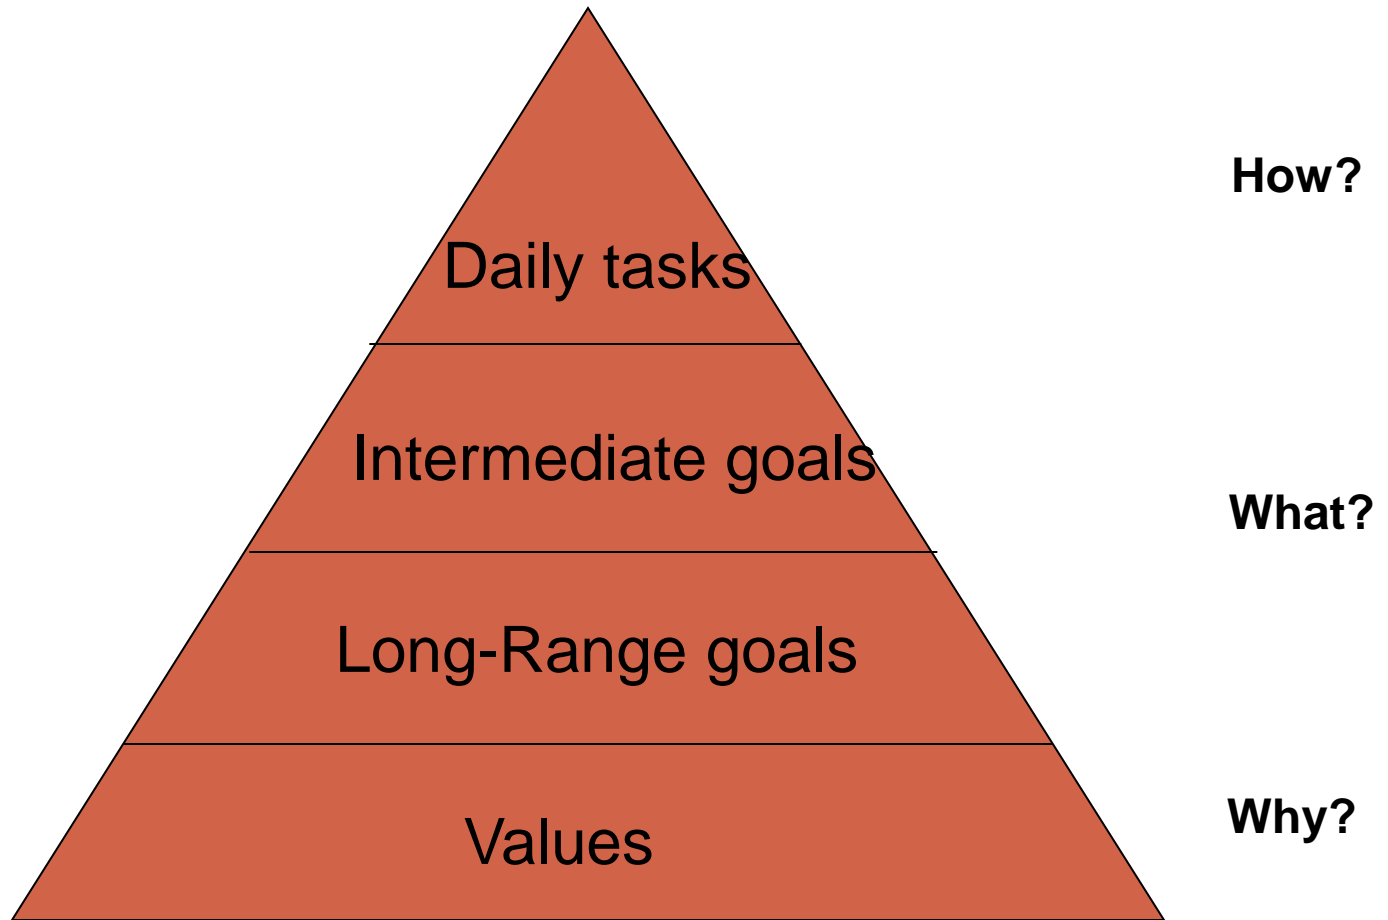 How?
Daily tasks
Intermediate goals
What?
Long-Range goals
Why?
Values